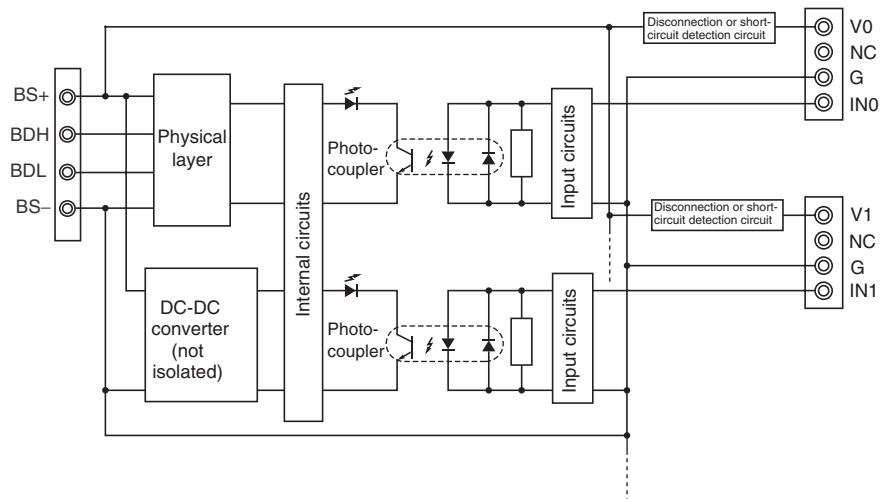 Disconnection or short-
circuit detection circuit
V0
NC
G
IN0
BS+
BDH
BDL
BS−
Physical
layer
Internal circuits
Photo-
coupler
Input circuits
Disconnection or short-
circuit detection circuit
V1
NC
G
IN1
DC-DC
converter
(not
isolated)
Photo-
coupler
Input circuits